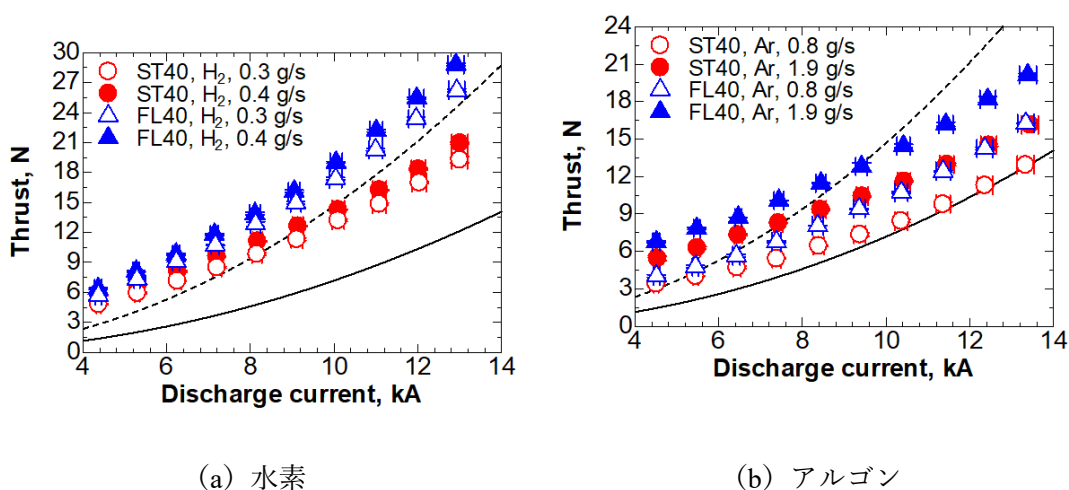 30
27
24
21
18
15
12
9
6
3
0
Thrust, N
ST40, H₂, 0.3 g/s
ST40, H₂, 0.4 g/s
FL40, H₂, 0.3 g/s
FL40, H₂, 0.4 g/s
4 6 8 10 12 14
Discharge current, kA
(a) 水素
24
21
18
15
12
9
6
3
0
Thrust, N
ST40, Ar, 0.8 g/s
ST40, Ar, 1.9 g/s
FL40, Ar, 0.8 g/s
FL40, Ar, 1.9 g/s
4 6 8 10 12 14
Discharge current, kA
(b) アルゴン